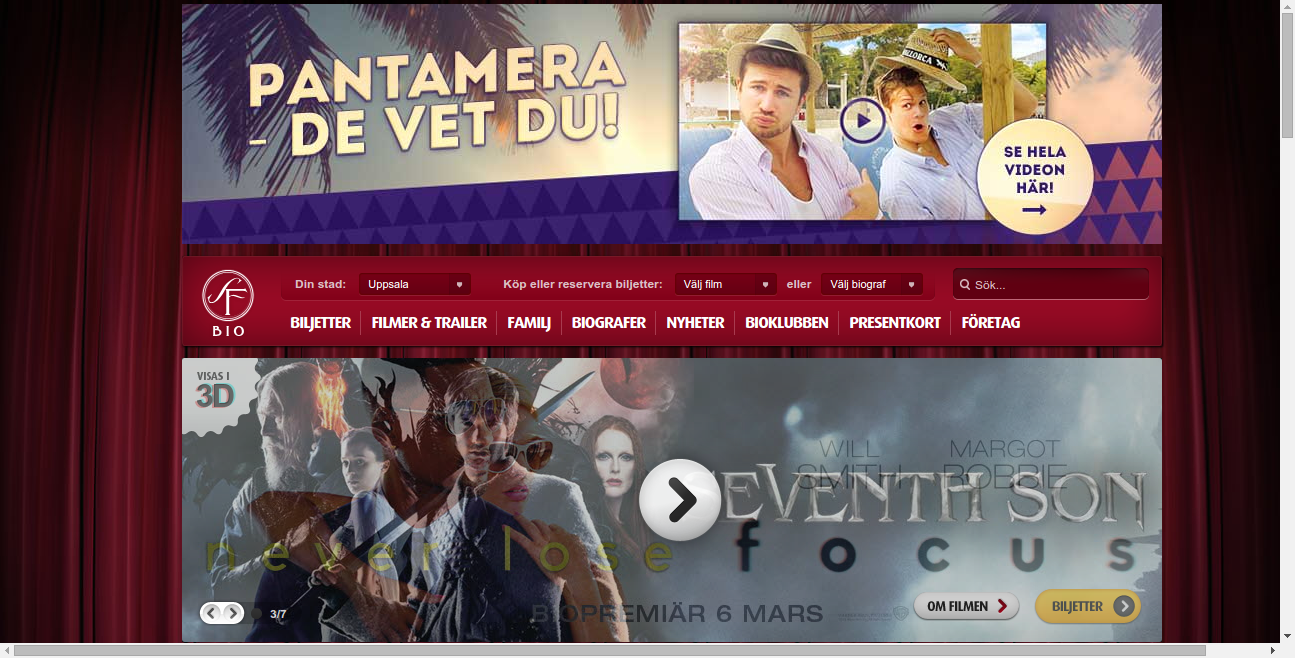 PANTAMERA
- DE VET DU!
MALLORCA
SE HELA
VIDEON
HÄR!
SF
BIO
Din stad:
Uppsala
Köp eller reservera biljetter:
Välj film
eller
Välj biograf
Sök...
BILJETTER
FILMER & TRAILER
FAMILJ
BIOGRAFER
NYHETER
BIOKLUBBEN
PRESENTKORT
FÖRETAG
VISAS I
3D
WILL
SMITH
MARGOT
ROBBIE
EVENTH SON
never lose focus
BIOPREMIÄR 6 MARS
3/7
OM FILMEN
BILJETTER